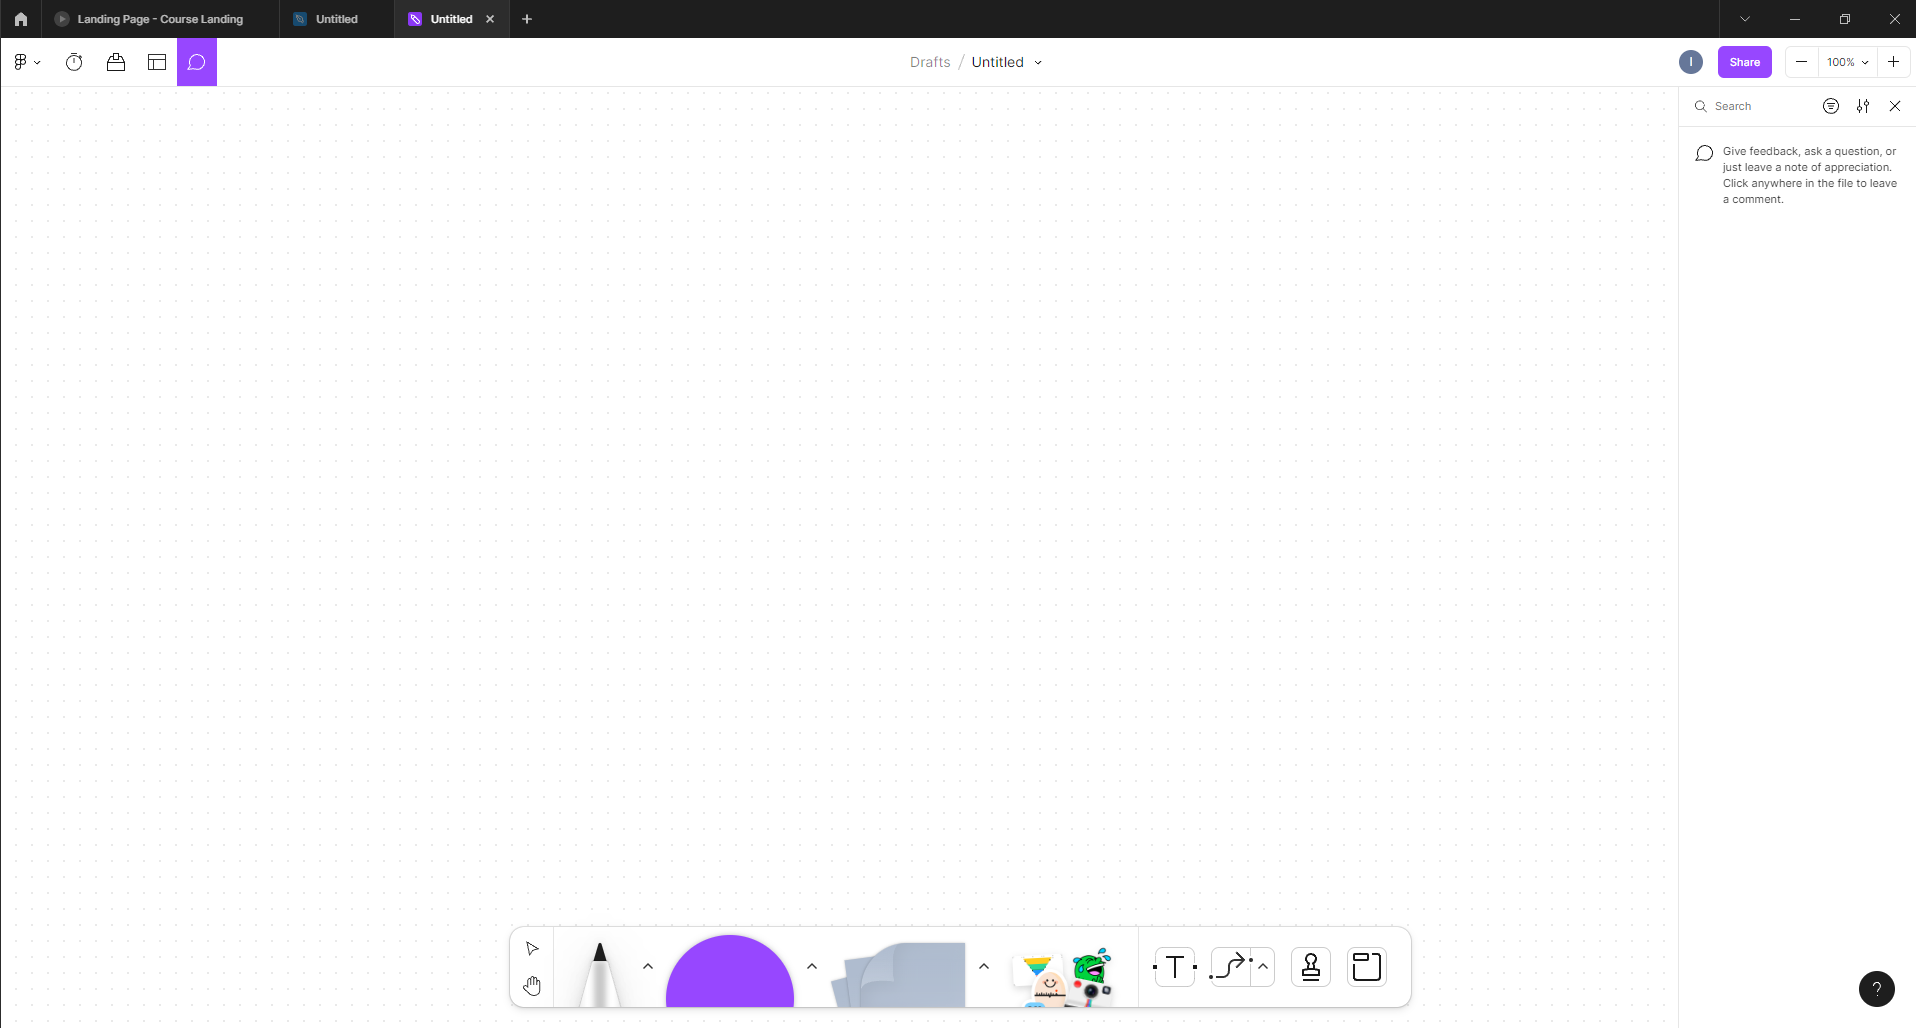 Landing Page - Course Landing
Untitled
Untitled
Drafts / Untitled
I
Share
100%
Search
Give feedback, ask a question, or
just leave a note of appreciation.
Click anywhere in the file to leave
a comment.
T
?